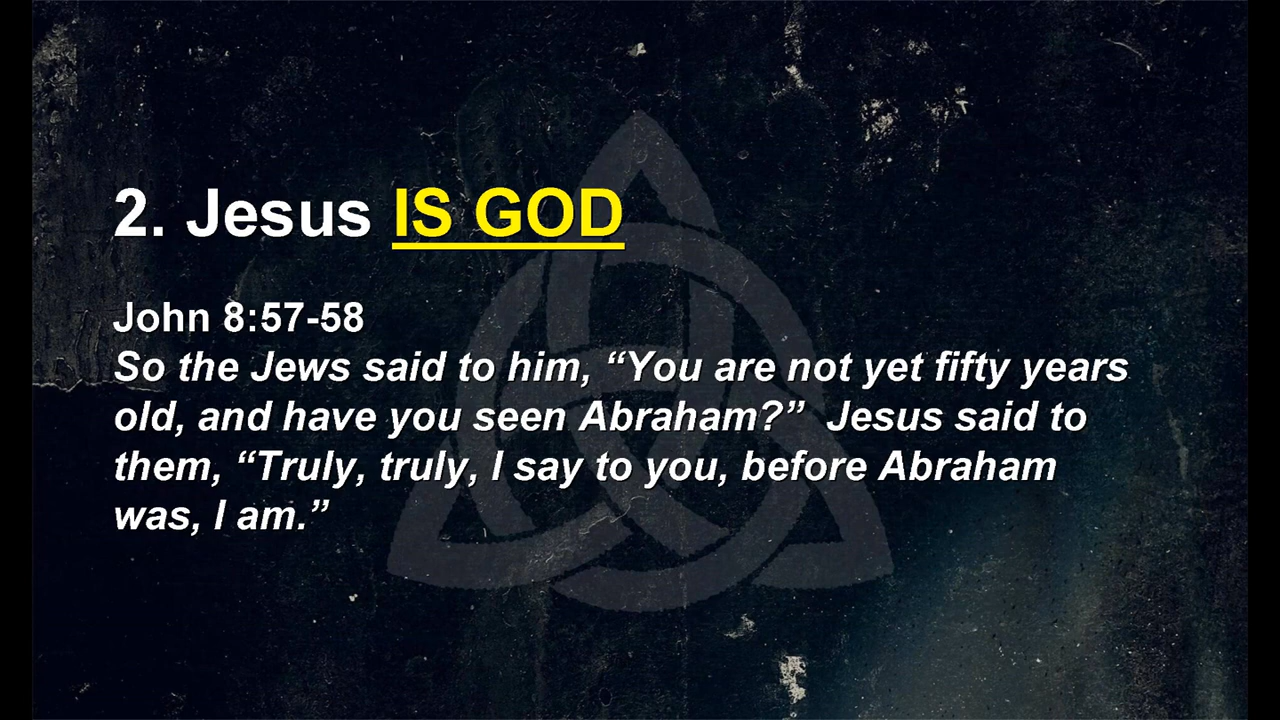 2. Jesus IS GOD
John 8:57-58
So the Jews said to him, “You are not yet fifty years
old, and have you seen Abraham?”  Jesus said to
them, “Truly, truly, I say to you, before Abraham
was, I am.”